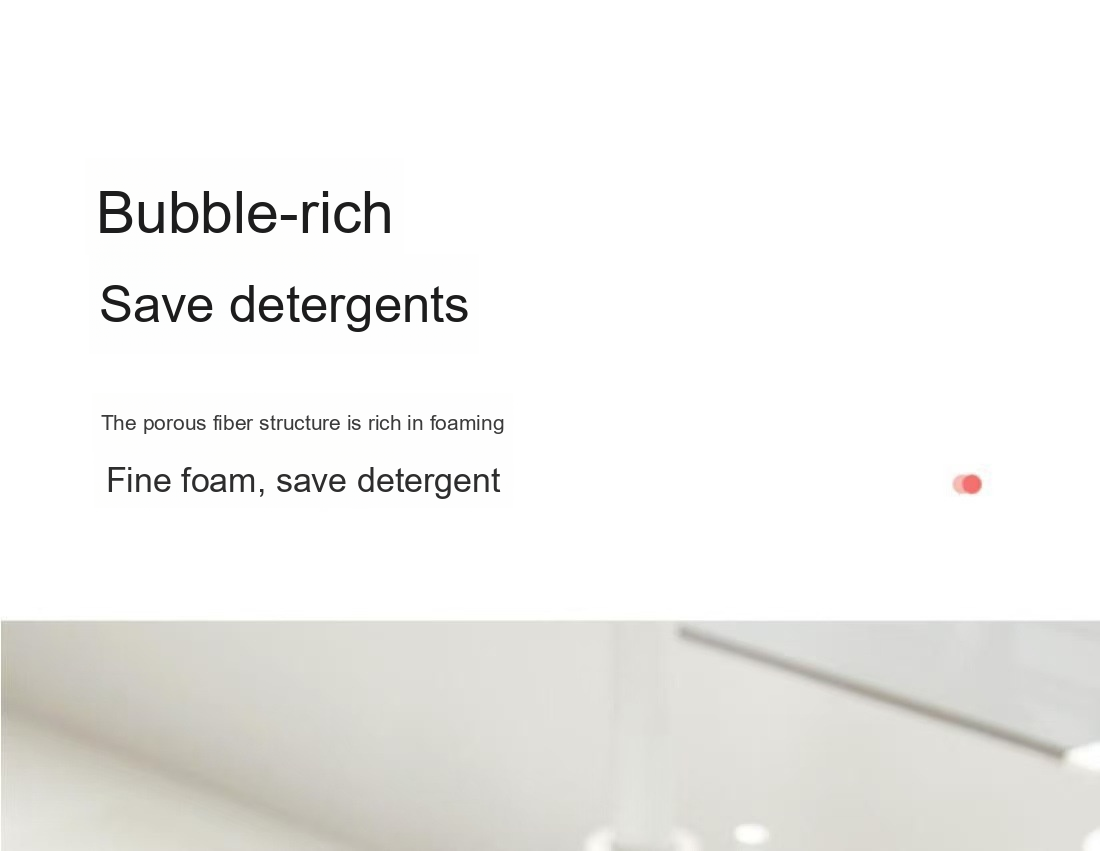 Bubble-rich
Save detergents
The porous fiber structure is rich in foaming
Fine foam, save detergent